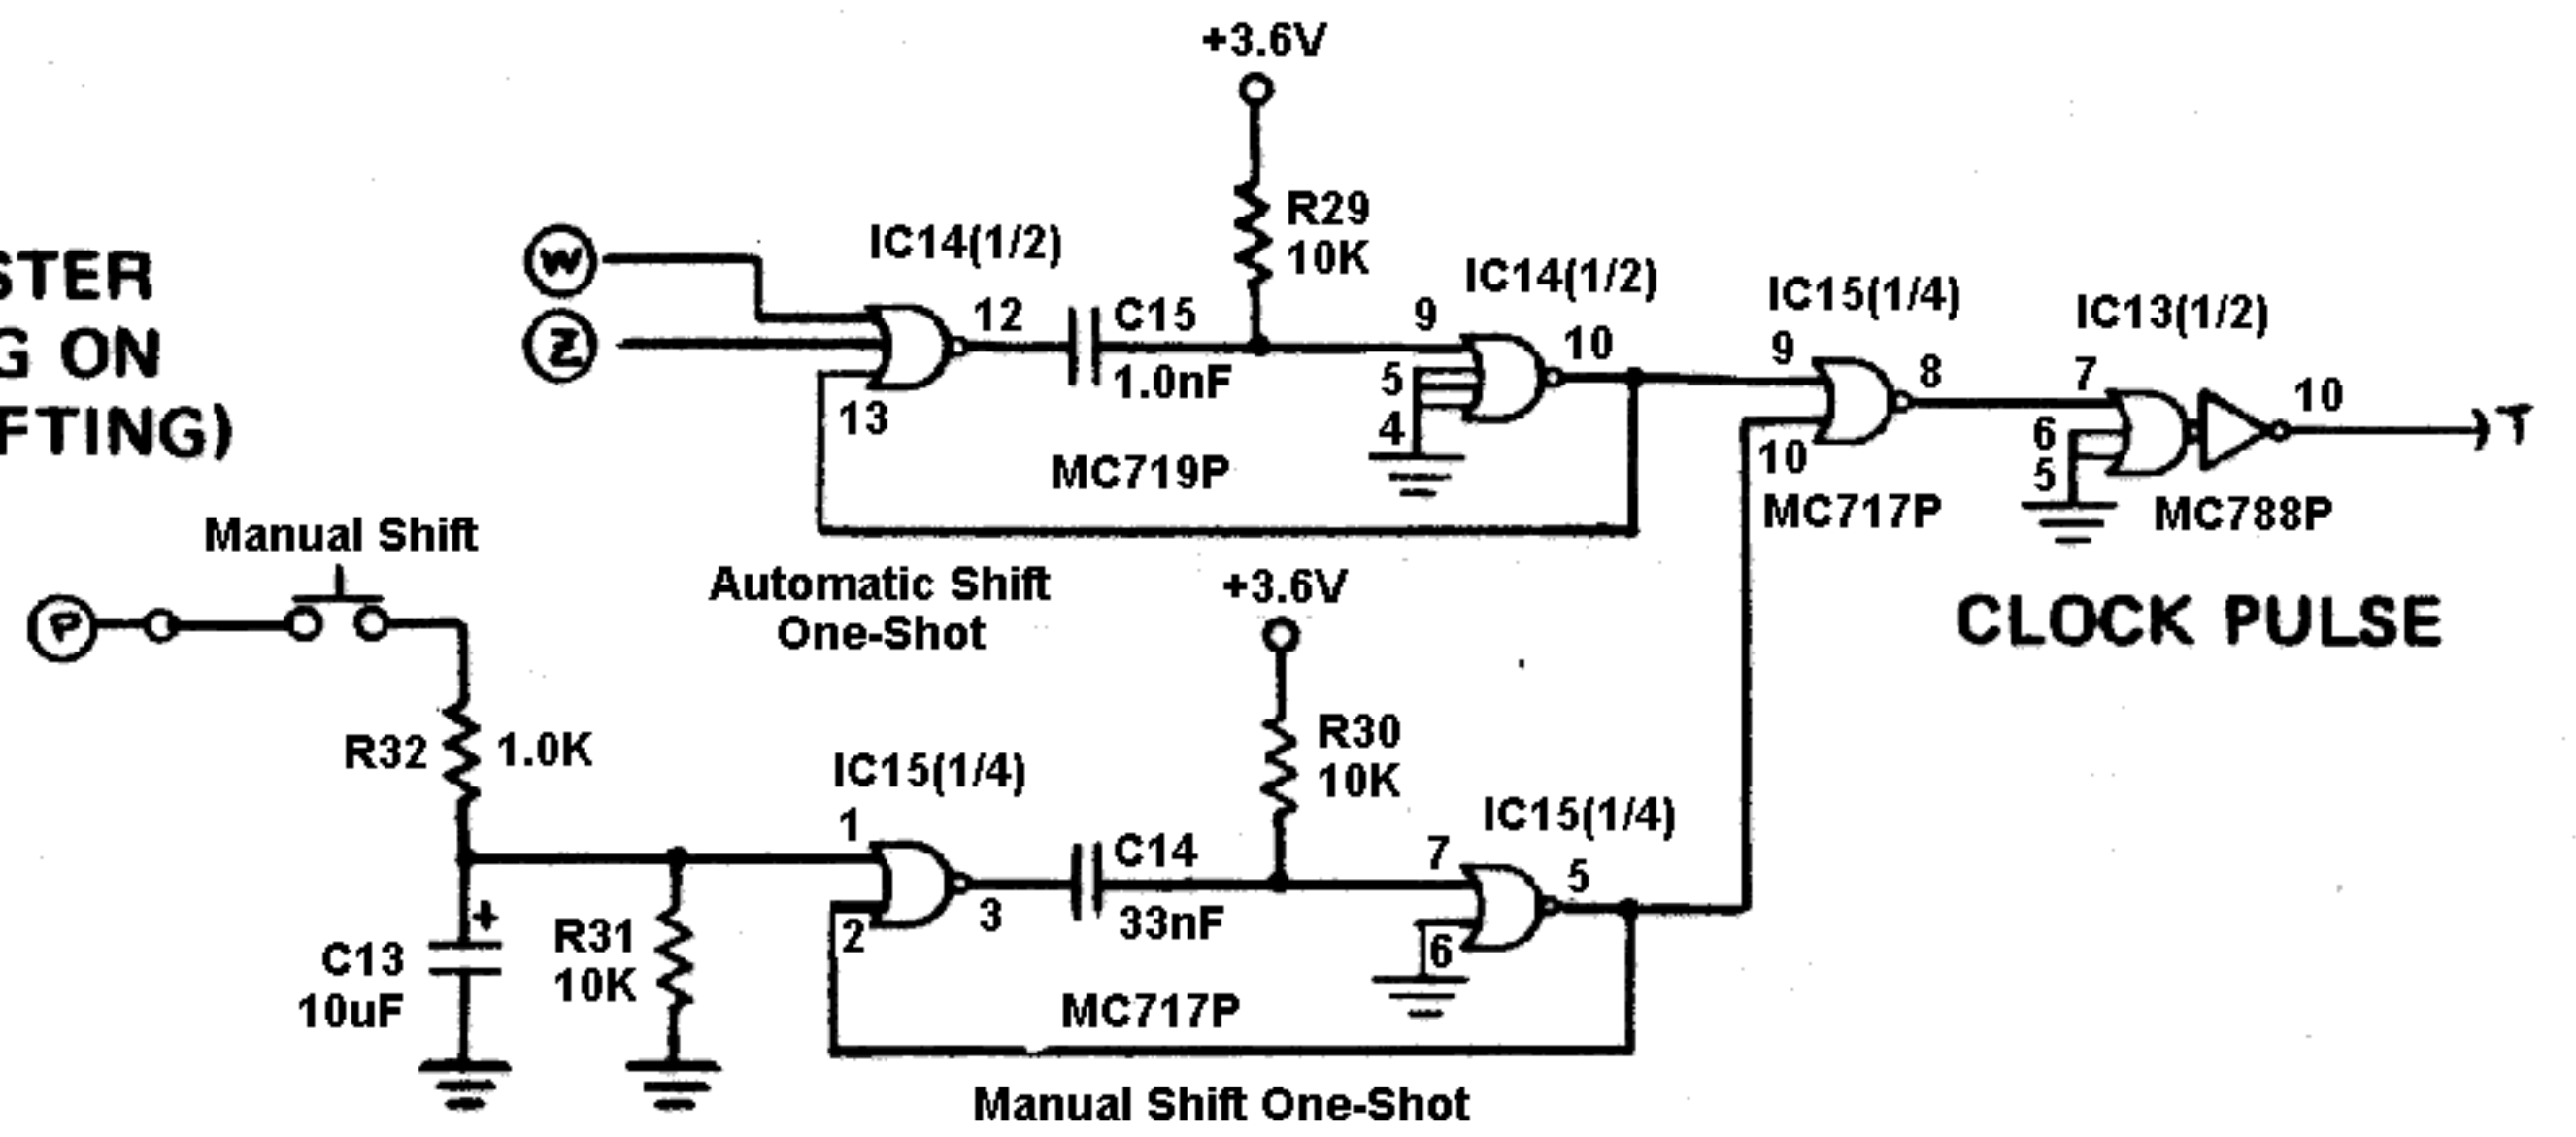 +3.6V
R29
10K
IC14(1/2)
W
Z
12
C15
1.0nF
13
MC719P
9
IC14(1/2)
10
5
4
IC15(1/4)
9
8
10
MC717P
IC13(1/2)
7
10
6
5
MC788P
T
STER
G ON
FTING)
Automatic Shift
One-Shot
CLOCK PULSE
Manual Shift
P
R32
1.0K
+3.6V
R30
10K
IC15(1/4)
1
2
3
C14
33nF
7
IC15(1/4)
5
6
+
C13
10uF
R31
10K
MC717P
Manual Shift One-Shot